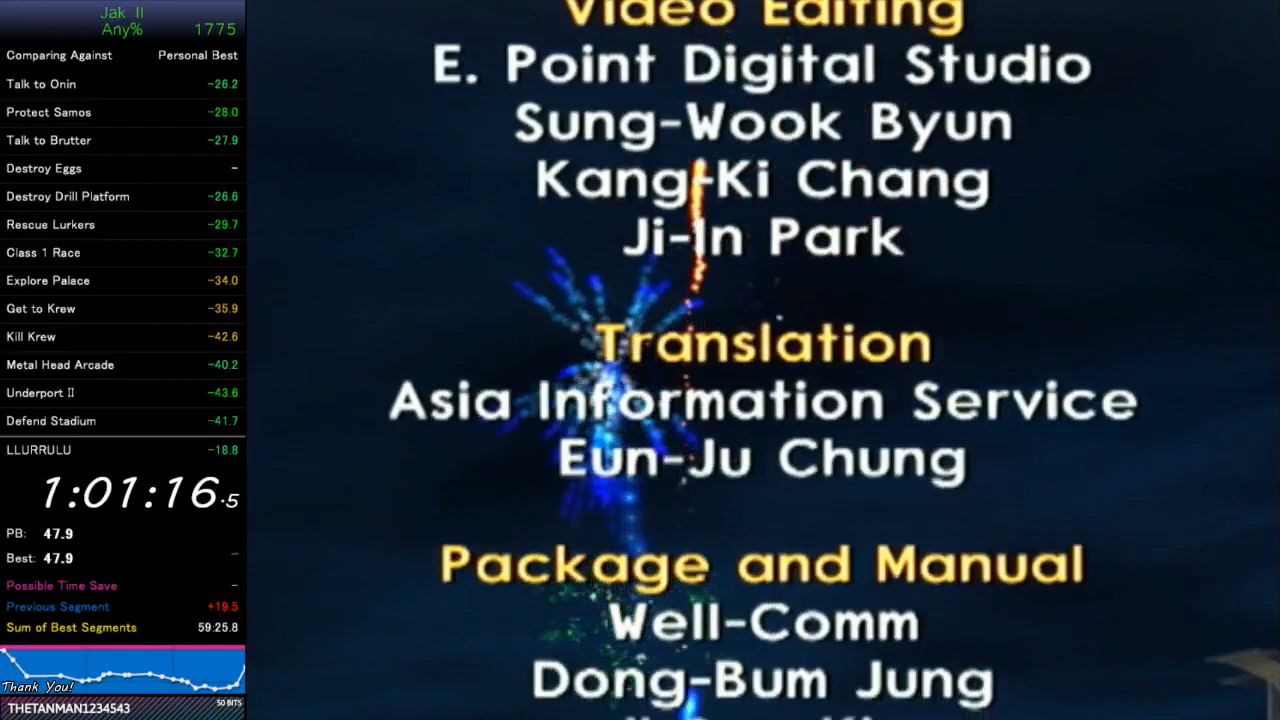 Jak II
Any% 1775
Comparing Against Personal Best
Talk to Onin -26.2
Protect Samos -28.0
Talk to Brutter -27.9
Destroy Eggs -
Destroy Drill Platform -26.6
Rescue Lurkers -29.7
Class 1 Race -32.7
Explore Palace -34.0
Get to Krew -35.9
Kill Krew -42.6
Metal Head Arcade -40.2
Underport II -43.6
Defend Stadium -41.7
LLURRULU -18.8
1:01:16.5
PB: 47.9
Best: 47.9 -
Possible Time Save -
Previous Segment +19.5
Sum of Best Segments 59:25.8
Thank You!
THETANMAN1234543 50 BITS
Video Editing
E. Point Digital Studio
Sung-Wook Byun
Kang-Ki Chang
Ji-In Park
Translation
Asia Information Service
Eun-Ju Chung
Package and Manual
Well-Comm
Dong-Bum Jung